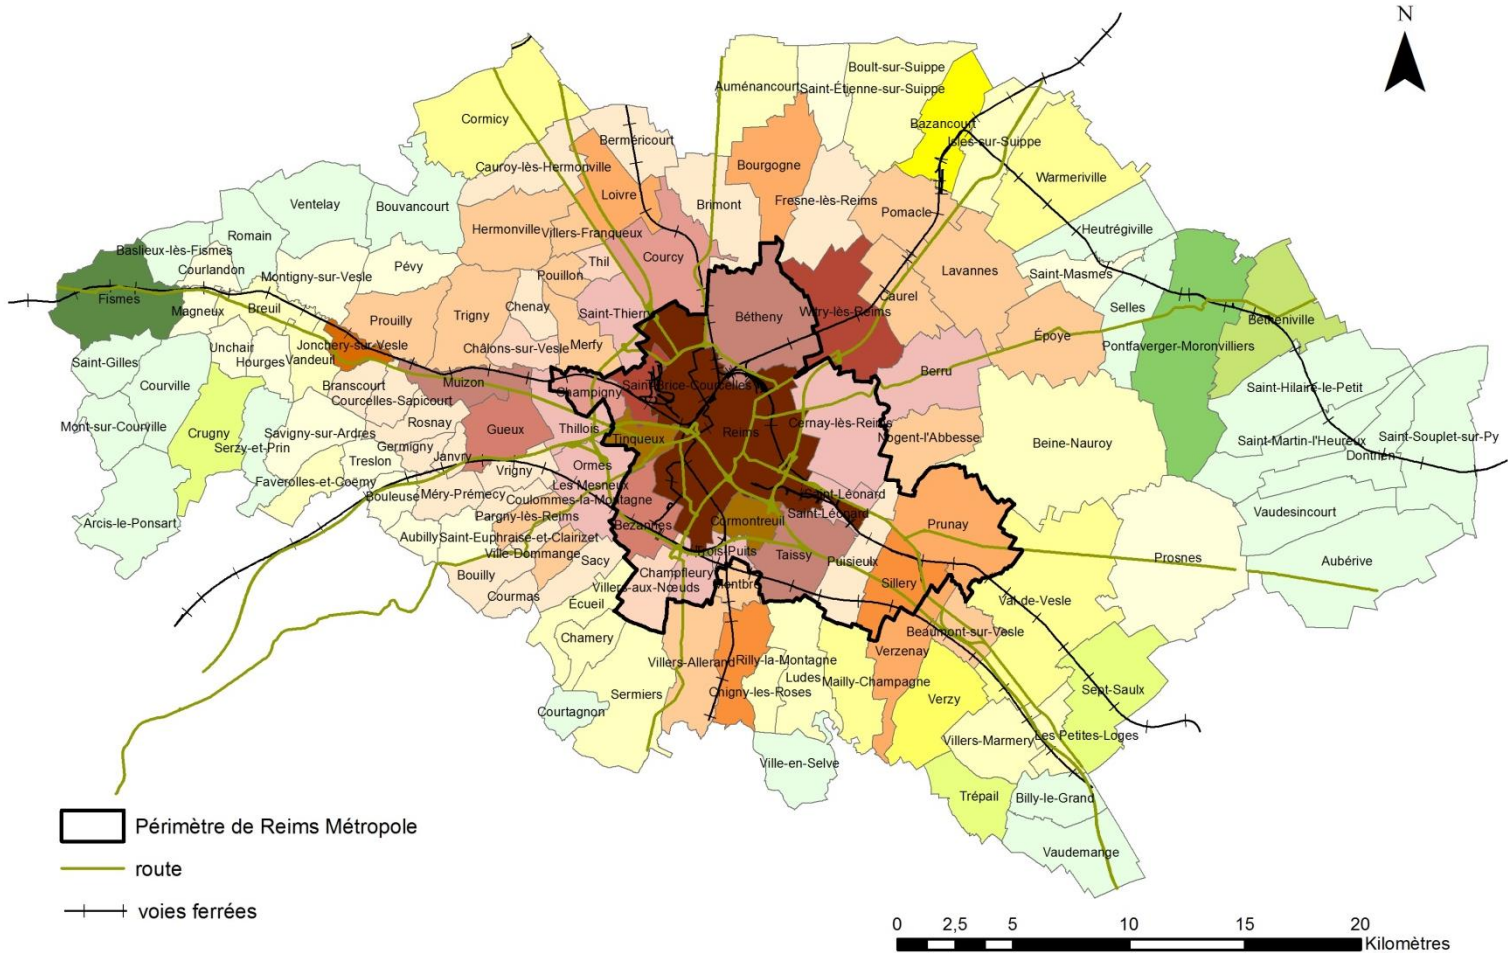 N
Boult-sur-Suippe
Auménancourt
Saint-Étienne-sur-Suippe
Cormicy
Bazancourt
Isles-sur-Suippe
Berméricourt
Cauroy-lès-Hermonville
Bourgogne
Warmeriville
Loivre
Ventelay
Bouvancourt
Brimont
Fresne-lès-Reims
Pomacle
Romain
Hermonville
Villers-Franqueux
Heutrégiville
Baslieux-lès-Fismes
Courlandon
Montigny-sur-Vesle
Pévy
Thil
Courcy
Pouillon
Lavannes
Saint-Masmes
Fismes
Magneux
Breuil
Prouilly
Trigny
Chenay
Saint-Thierry
Bétheny
Witry-lès-Reims
Caurel
Selles
Bétheniville
Époye
Pontfaverger-Moronvilliers
Unchair
Hourges
Vandeuil
Jonchery-sur-Vesle
Châlons-sur-Vesle
Merfy
Saint-Gilles
Courville
Branscourt
Courcelles-Sapicourt
Muizon
Champigny
Saint-Brice-Courcelles
Berru
Saint-Hilaire-le-Petit
Mont-sur-Courville
Crugny
Serzy-et-Prin
Savigny-sur-Ardres
Rosnay
Gueux
Thillois
Tinqueux
Reims
Cernay-lès-Reims
Nogent-l'Abbesse
Beine-Nauroy
Saint-Martin-l'Heureux
Saint-Souplet-sur-Py
Dontrien
Germigny
Janvry
Treslon
Vrigny
Ormes
Faverolles-et-Coëmy
Bouleuse
Méry-Prémecy
Les Mesneux
Coulommes-la-Montagne
Saint-Léonard
Saint-Léonard
Vaudesincourt
Arcis-le-Ponsart
Pargny-lès-Reims
Bezannes
Cormontreuil
Prunay
Aubilly
Saint-Euphraise-et-Clairizet
Ville-Dommange
Trois-Puits
Taissy
Puisieulx
Prosnes
Aubérive
Bouilly
Sacy
Champfleury
Villers-aux-Nœuds
Montbré
Sillery
Courmas
Écueil
Val-de-Vesle
Chamery
Beaumont-sur-Vesle
Villers-Allerand
Rilly-la-Montagne
Verzenay
Sermiers
Chigny-les-Roses
Ludes
Mailly-Champagne
Verzy
Sept-Saulx
Courtagnon
Villers-Marmery
Les Petites-Loges
Ville-en-Selve
Trépail
Billy-le-Grand
Vaudemange
Périmètre de Reims Métropole
route
voies ferrées
0 2,5 5 10 15 20
Kilomètres